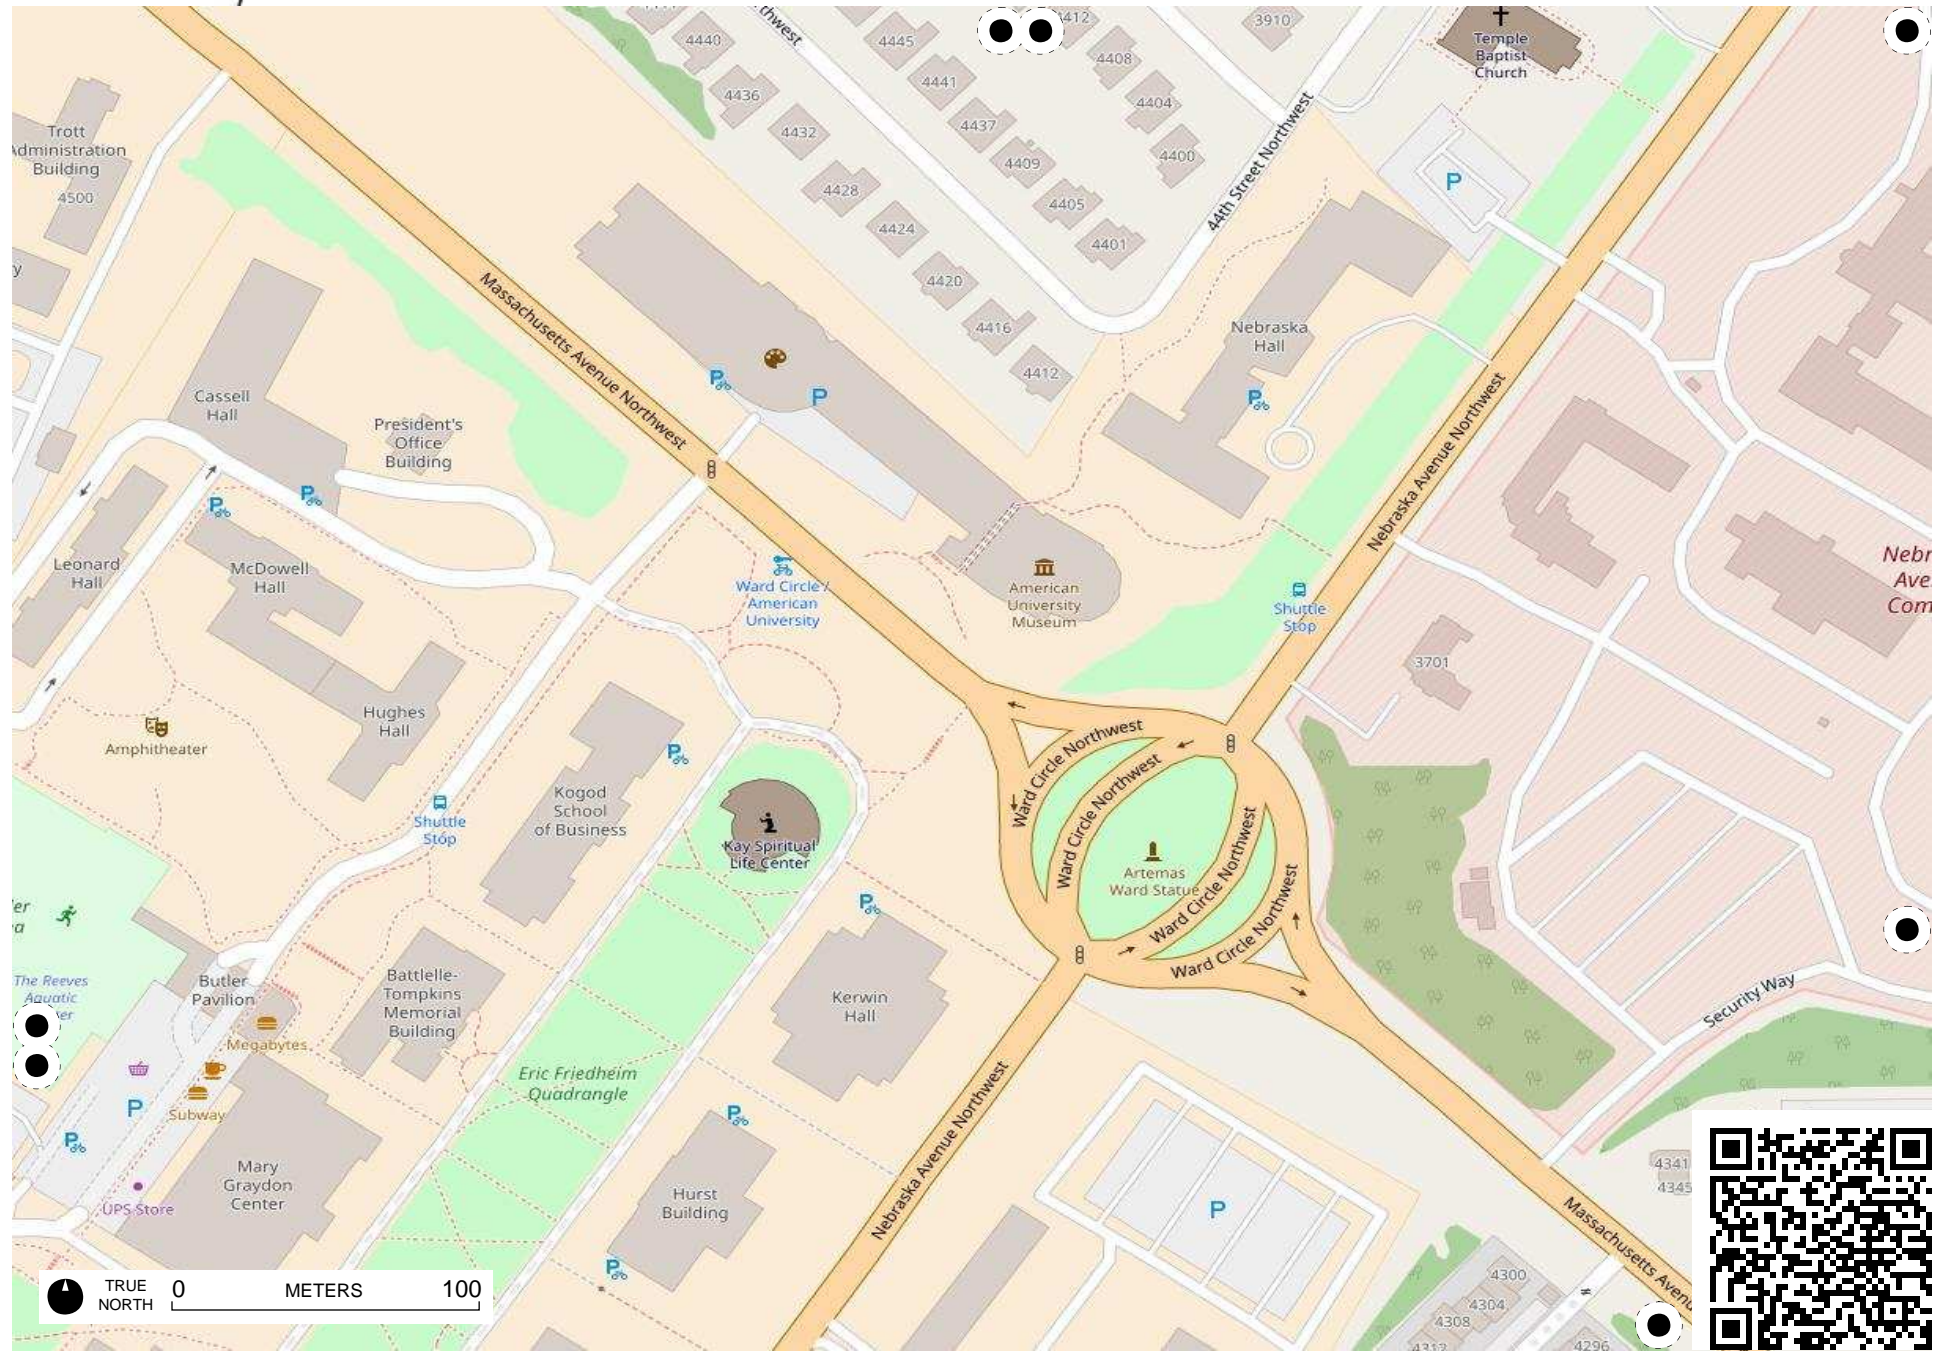 4440
4445
4412
3910
Temple
Baptist
Church
4408
4441
4436
4404
4432
4437
Trott
Administration
Building
4500
4409
4400
4428
4405
44th Street Northwest
4424
4401
4420
Massachusetts Avenue Northwest
4416
Nebraska
Hall
4412
P
P
P
P
Cassell
Hall
President's
Office
Building
Nebraska Avenue Northwest
P
P
Leonard
Hall
McDowell
Hall
Ward Circle /
American
University
American
University
Museum
Shuttle
Stop
3701
Hughes
Hall
Amphitheater
P
Ward Circle Northwest
Ward Circle Northwest
Kogod
School
of Business
Shuttle
Stop
Kay Spiritual
Life Center
Artemas
Ward Statue
Ward Circle Northwest
Ward Circle Northwest
P
Butler
Pavilion
Battelle-
Tompkins
Memorial
Building
Kerwin
Hall
The Reeves
Aquatic
Security Way
Megabytes
Eric Friedheim
Quadrangle
Subway
P
P
P
Mary
Graydon
Center
UPS Store
Hurst
Building
Nebraska Avenue Northwest
P
4341
4345
Massachusetts Avenu
P
4300
4304
4308
4312
4296
TRUE
NORTH
0 METERS 100